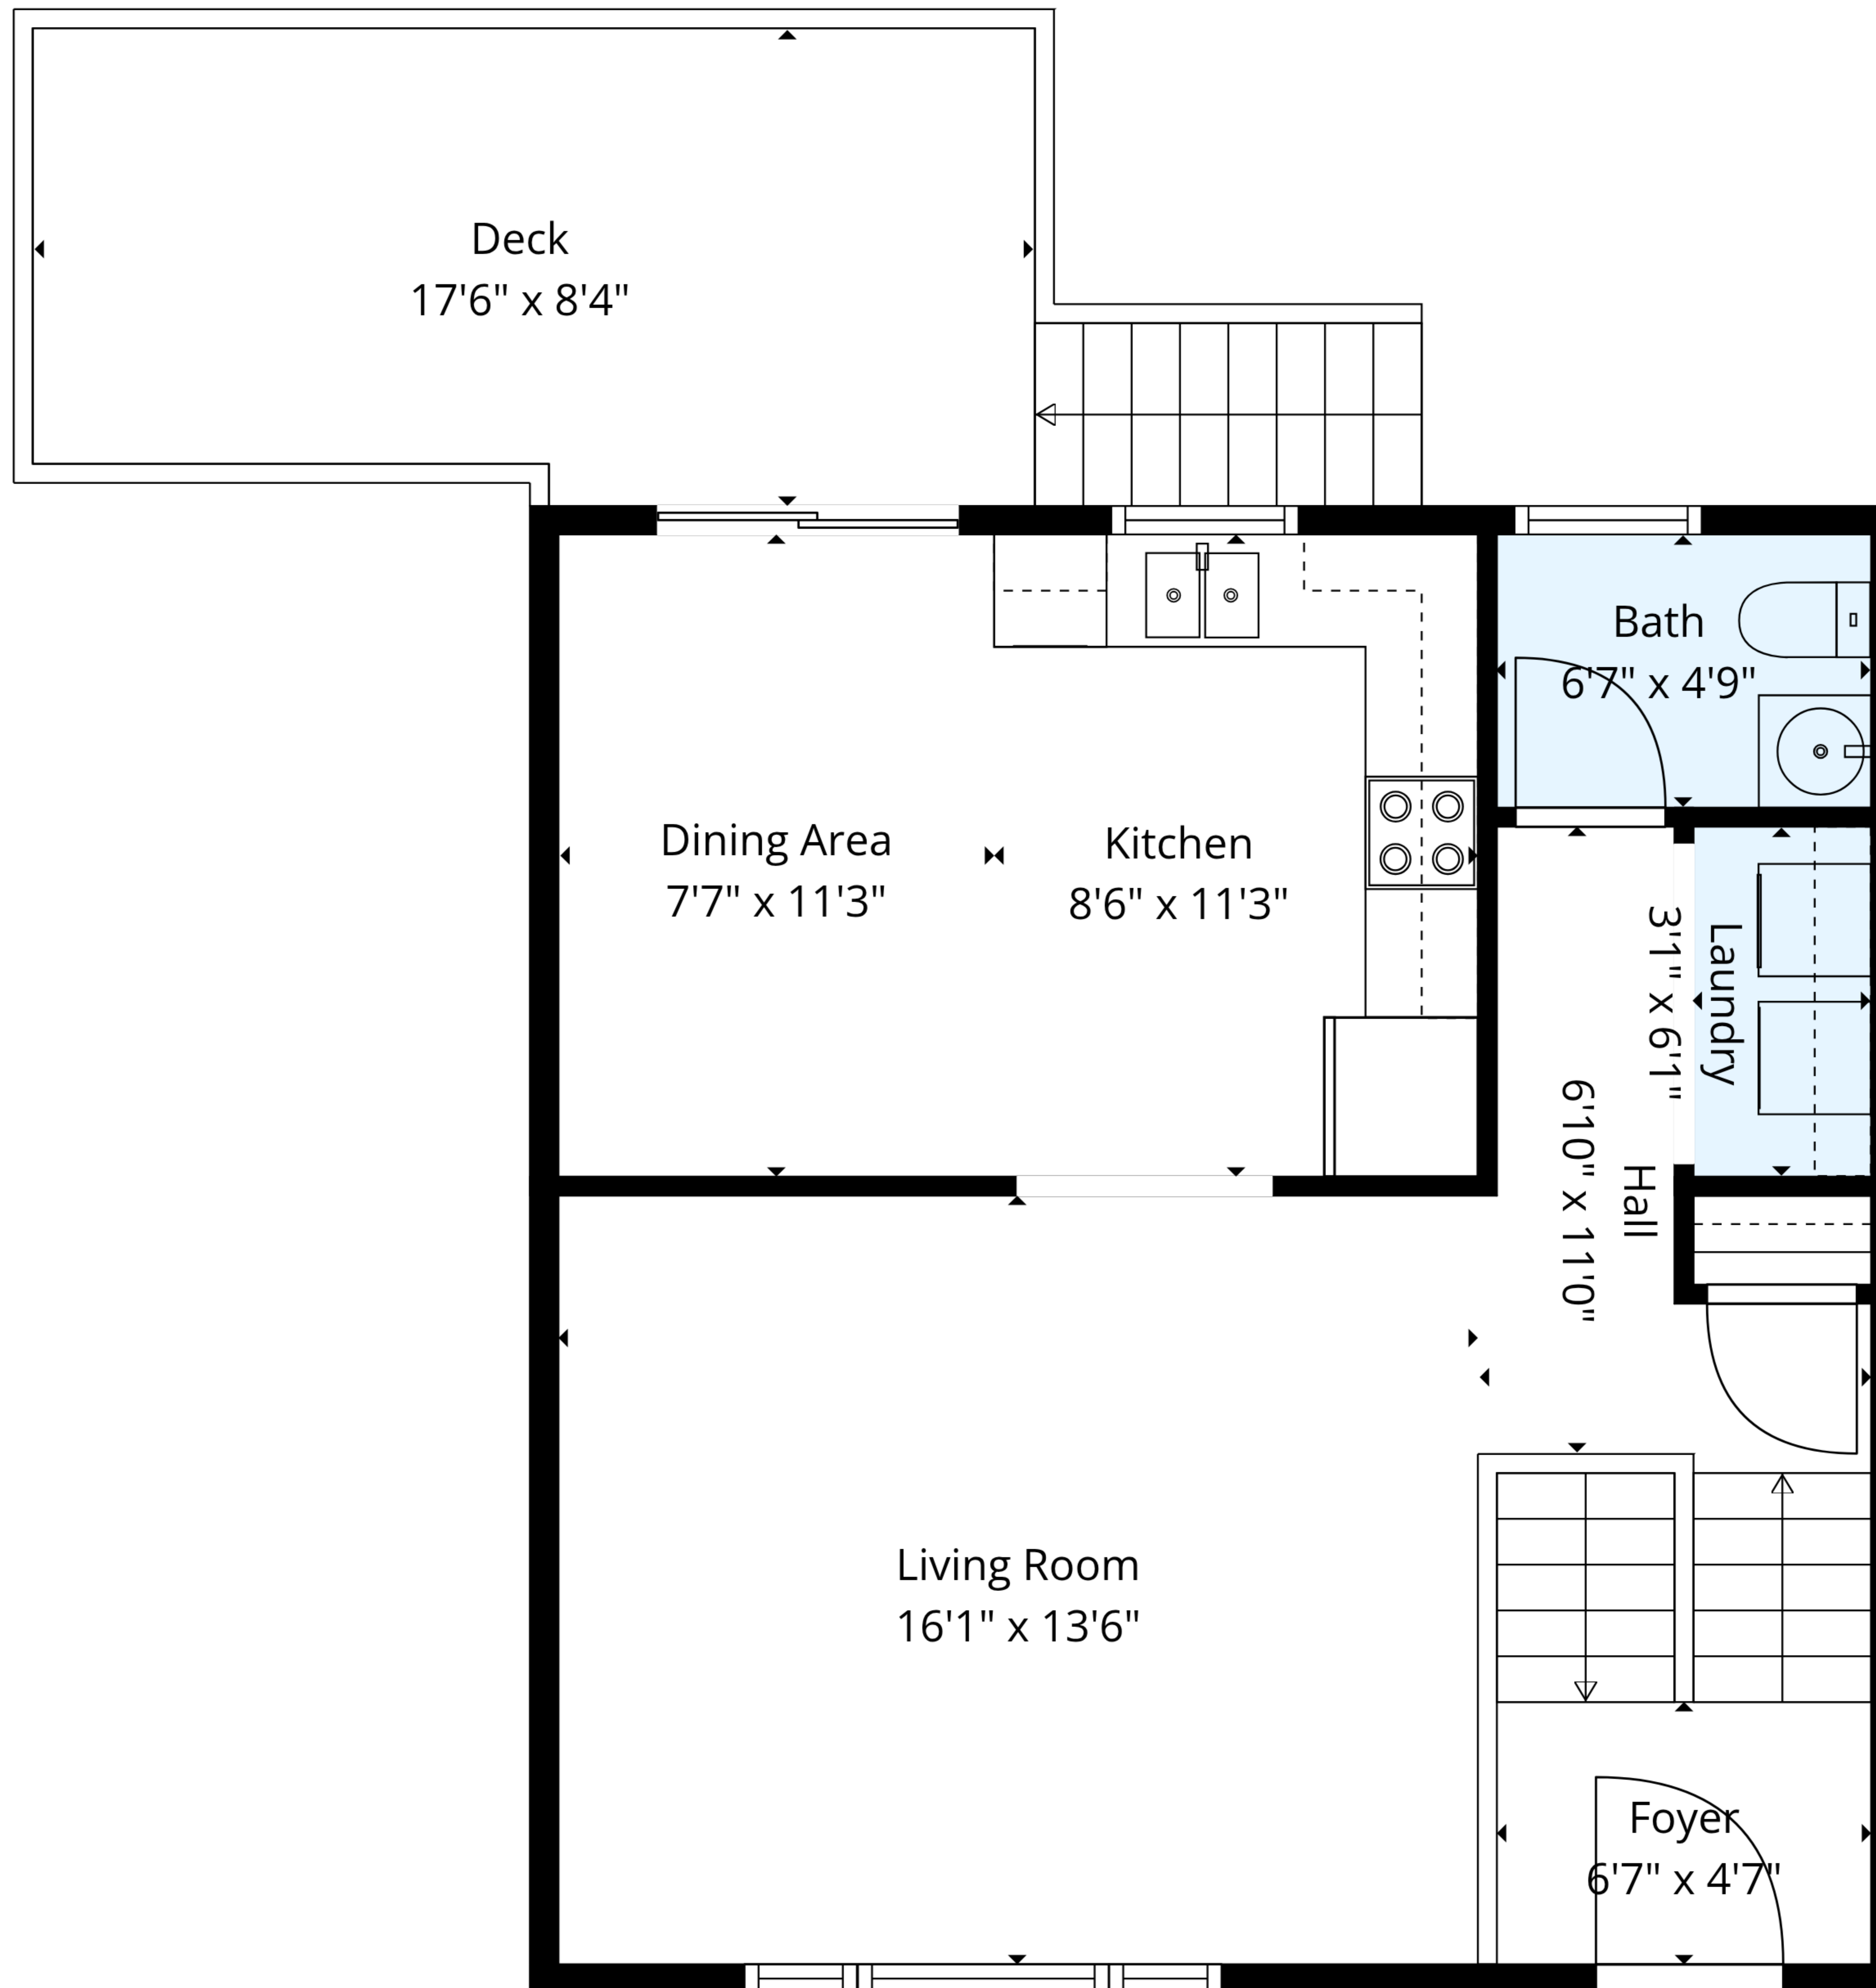 Deck
17'6" x 8'4"
Bath
6'7" x 4'9"
Dining Area
7'7" x 11'3"
Kitchen
8'6" x 11'3"
Laundry
3'1" x 6'1"
Hall
6'10" x 11'0"
Living Room
16'1" x 13'6"
Foyer
6'7" x 4'7"